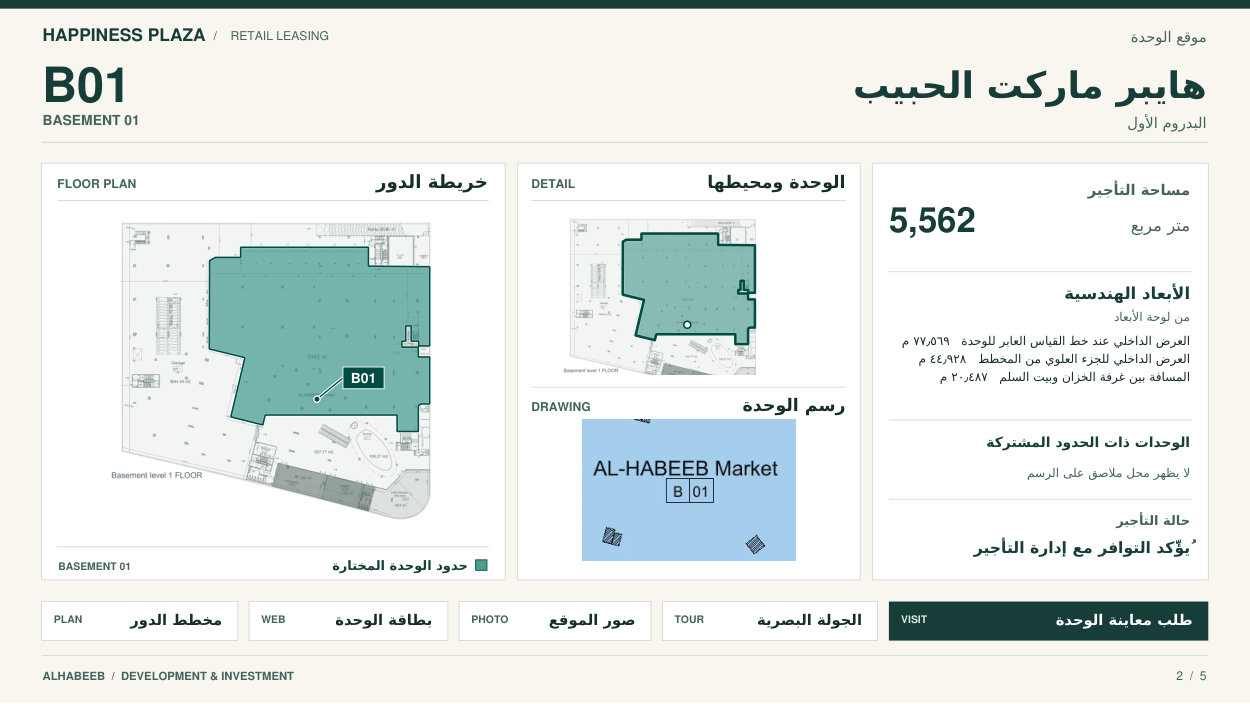 HAPPINESS PLAZA / RETAIL LEASING
موقع الوحدة
B01
هايبر ماركت الحبيب
BASEMENT 01
البدروم الأول
FLOOR PLAN
خريطة الدور
B01
Basement level 1 FLOOR
BASEMENT 01
حدود الوحدة المختارة
DETAIL
الوحدة ومحيطها
Basement level 1 FLOOR
DRAWING
رسم الوحدة
AL-HABEEB Market
B 01
مساحة التأجير
5,562
متر مربع
الأبعاد الهندسية
من لوحة الأبعاد
العرض الداخلي عند خط القياس العابر للوحدة ٧٧٫٥٦٩ م
العرض الداخلي للجزء العلوي من المخطط ٤٤٫٩٢٨ م
المسافة بين غرفة الخزان وبيت السلم ٢٠٫٤٨٧ م
الوحدات ذات الحدود المشتركة
لا يظهر محل ملاصق على الرسم
حالة التأجير
يُؤكّد التوافر مع إدارة التأجير
PLAN
مخطط الدور
WEB
بطاقة الوحدة
PHOTO
صور الموقع
TOUR
الجولة البصرية
VISIT
طلب معاينة الوحدة
ALHABEEB / DEVELOPMENT & INVESTMENT
2 / 5